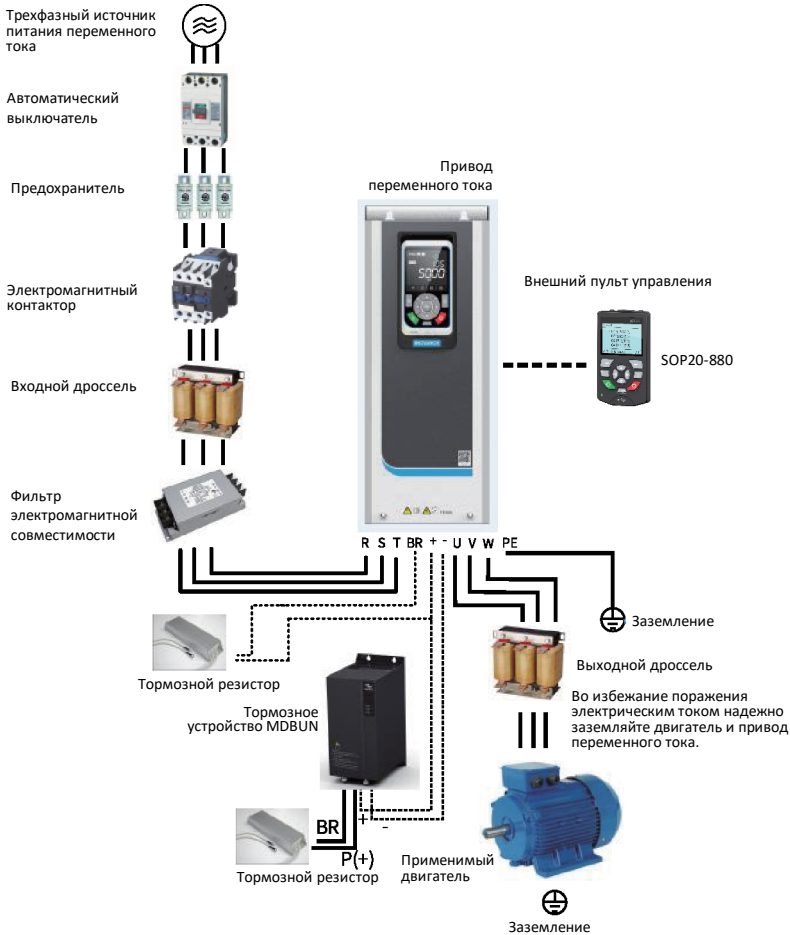 Трехфазный источник
питания переменного
тока
Автоматический
выключатель
Предохранитель
Привод
переменного тока
Электромагнитный
контактор
Внешний пульт управления
5000
SOP20-880
Входной дроссель
Фильтр
электромагнитной
совместимости
R S T BR + - U V W PE
Заземление
Тормозной резистор
Выходной дроссель
Тормозное
устройство MDBUN
Во избежание поражения
электрическим током надежно
заземляйте двигатель и привод
переменного тока.
BR
+
-
P(+)
Тормозной резистор
Применимый
двигатель
Заземление